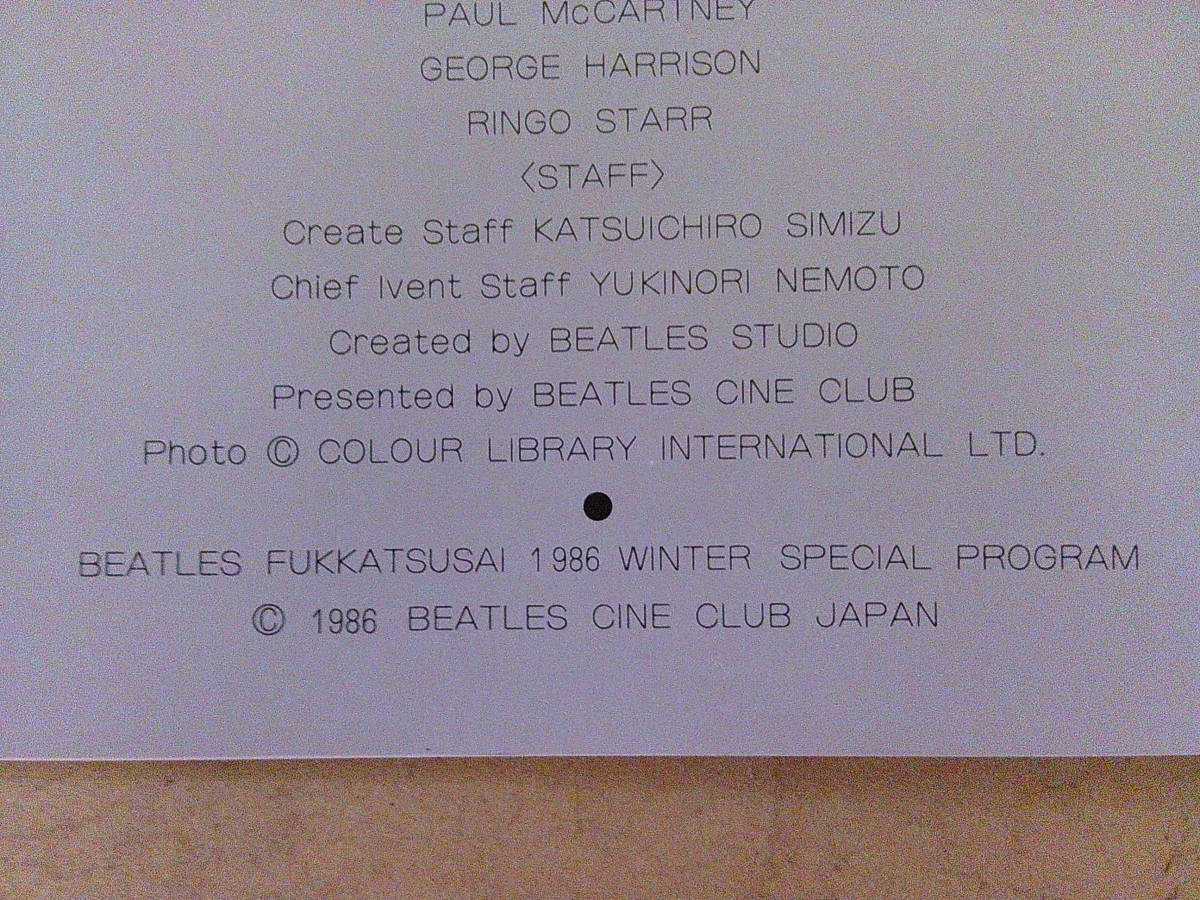 PAUL McCARTNEY
GEORGE HARRISON
RINGO STARR
〈STAFF〉
Create Staff KATSUICHIRO SIMIZU
Chief Ivent Staff YUKINORI NEMOTO
Created by BEATLES STUDIO
Presented by BEATLES CINE CLUB
Photo © COLOUR LIBRARY INTERNATIONAL LTD.
●
BEATLES FUKKATSUSAI 1986 WINTER SPECIAL PROGRAM
© 1986 BEATLES CINE CLUB JAPAN